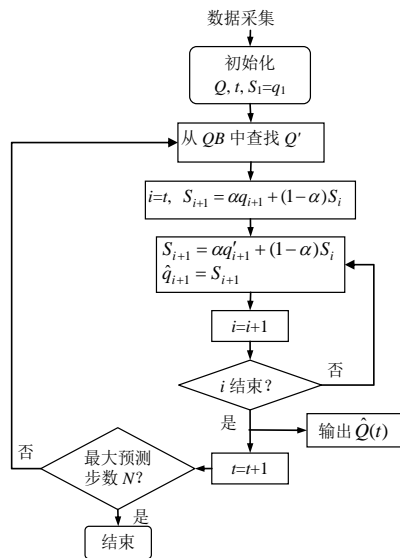 数据采集
初始化
Q, t, S₁=q₁
从 QB 中查找 Q'
i=t, S_{i+1} = αq_{i+1} + (1−α)S_i
S_{i+1} = αq'_{i+1} + (1−α)S_i
q̂_{i+1} = S_{i+1}
i=i+1
i 结束?
否
是
输出 Q̂(t)
t=t+1
最大预测
步数 N?
否
是
结束